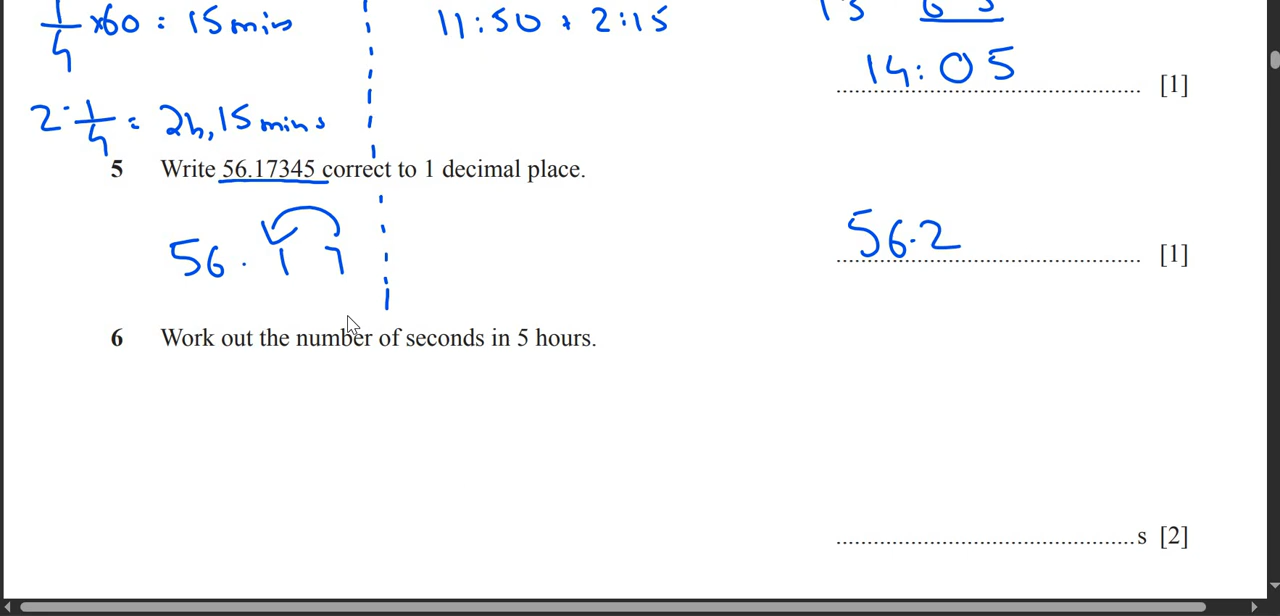 1/4 x60 = 15 mins
11:50 + 2:15
14:05
[1]
2 1/4 = 2h, 15 mins
5 Write 56.17345 correct to 1 decimal place.
56.17
56.2
[1]
6 Work out the number of seconds in 5 hours.
s [2]